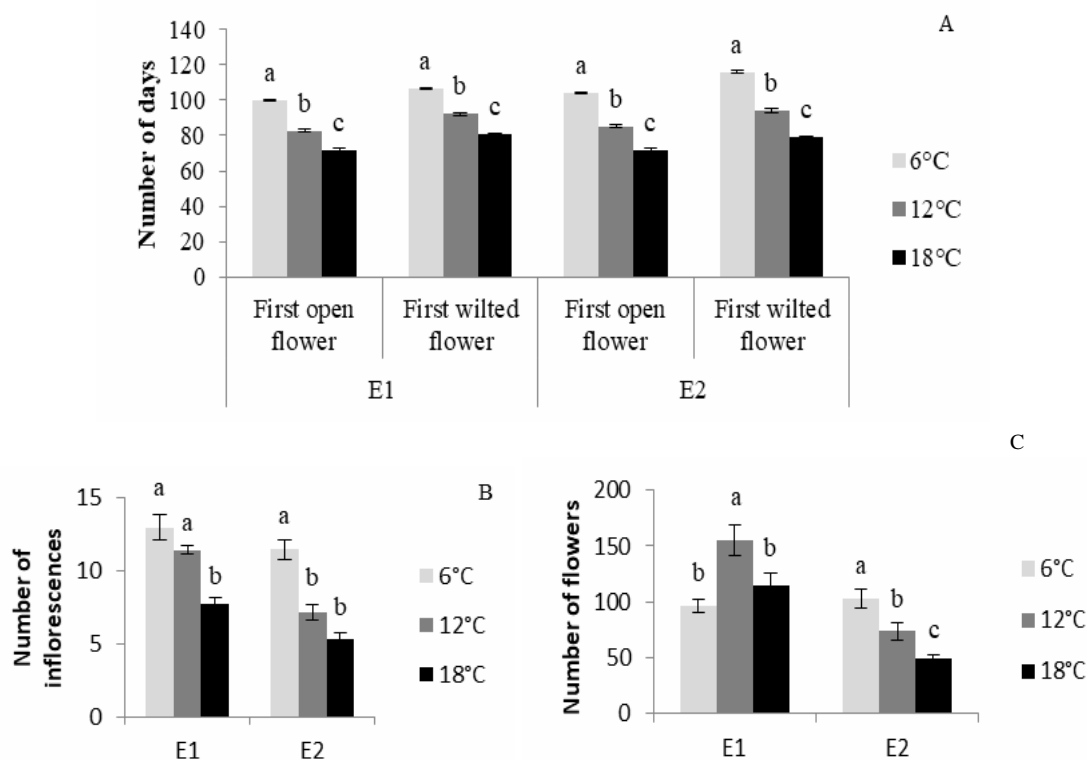 A
Number of days
140
120
100
80
60
40
20
0
a
b
c
a
b
c
a
b
c
a
b
c
6°C
12°C
18°C
First open flower
First wilted flower
First open flower
First wilted flower
E1
E2
B
Number of inflorescences
15
10
5
0
a
a
b
a
b
b
6°C
12°C
18°C
E1
E2
C
Number of flowers
200
150
100
50
0
b
a
b
a
b
c
6°C
12°C
18°C
E1
E2